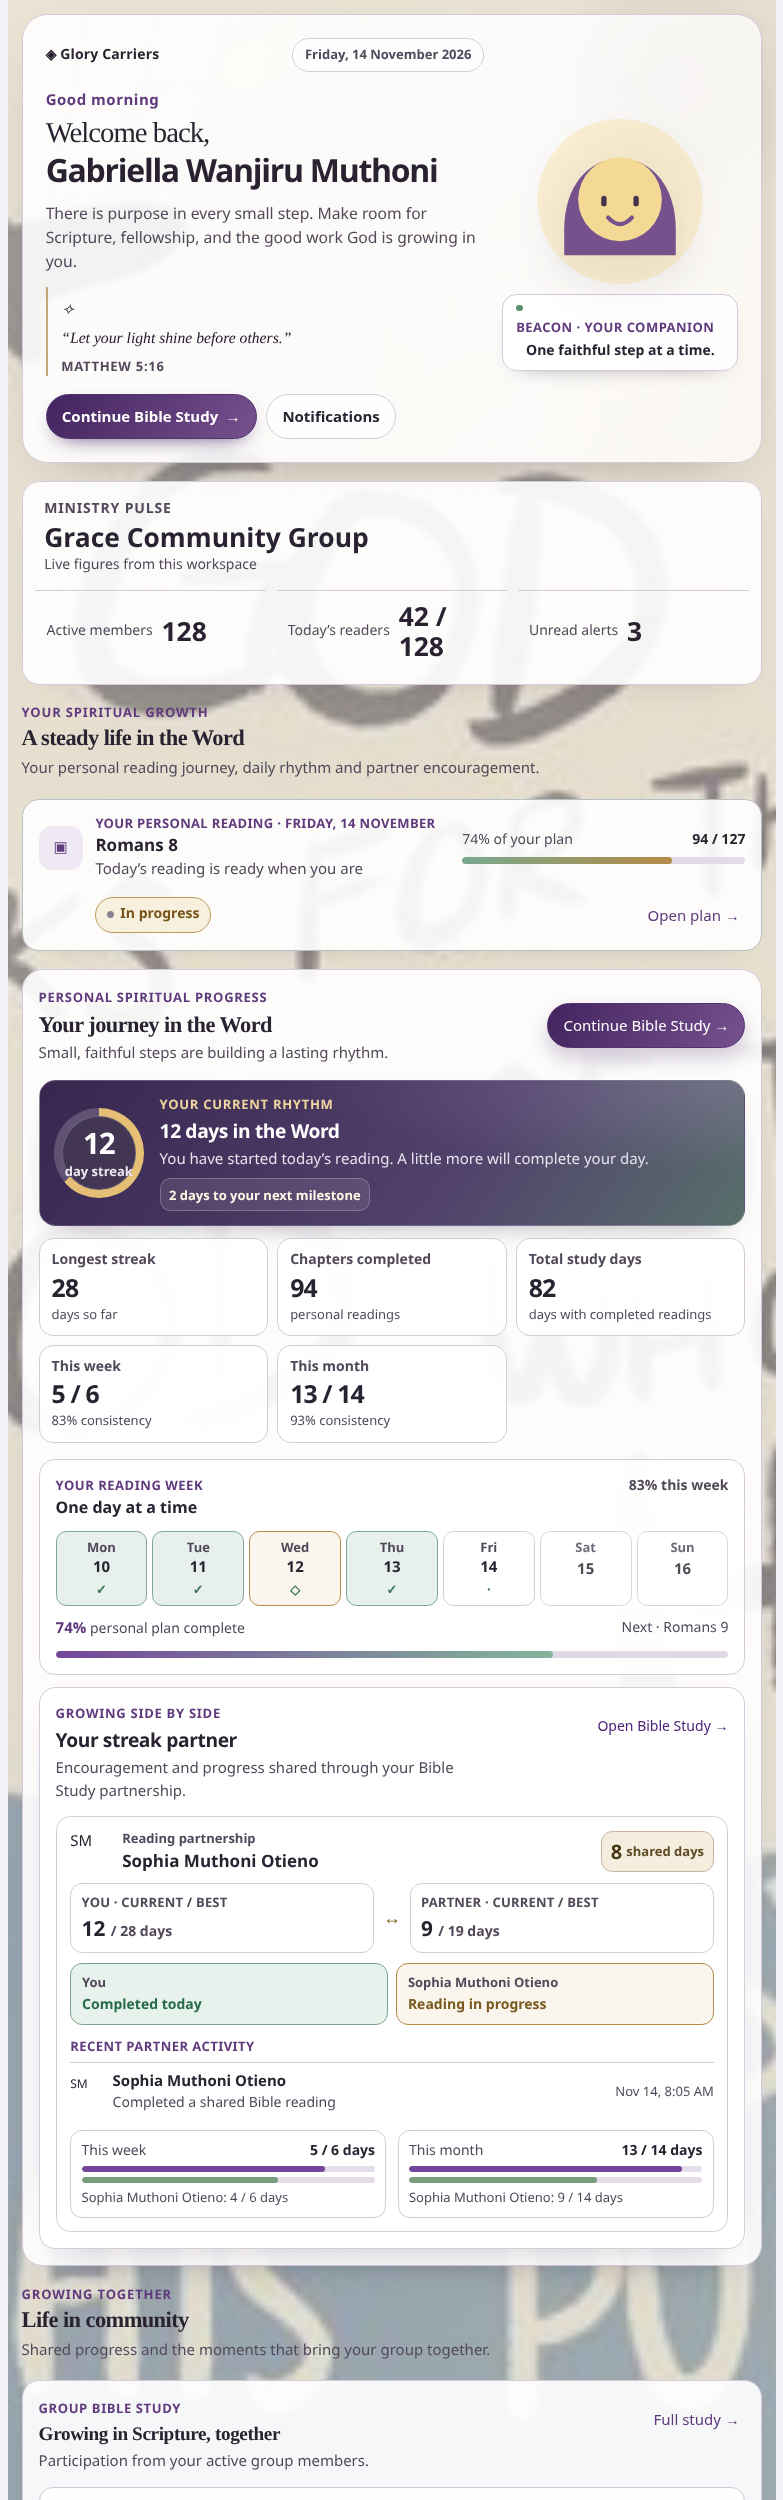 ◈ Glory Carriers
Friday, 14 November 2026
Good morning
Welcome back,
Gabriella Wanjiru Muthoni
There is purpose in every small step. Make room for
Scripture, fellowship, and the good work God is growing in
you.
✧
“Let your light shine before others.”
MATTHEW 5:16
BEACON · YOUR COMPANION
One faithful step at a time.
Continue Bible Study →
Notifications
MINISTRY PULSE
Grace Community Group
Live figures from this workspace
Active members 128
Today’s readers 42 /
128
Unread alerts 3
YOUR SPIRITUAL GROWTH
A steady life in the Word
Your personal reading journey, daily rhythm and partner encouragement.
YOUR PERSONAL READING · FRIDAY, 14 NOVEMBER
Romans 8
Today’s reading is ready when you are
74% of your plan 94 / 127
In progress
Open plan →
PERSONAL SPIRITUAL PROGRESS
Your journey in the Word
Small, faithful steps are building a lasting rhythm.
Continue Bible Study →
12
day streak
YOUR CURRENT RHYTHM
12 days in the Word
You have started today’s reading. A little more will complete your day.
2 days to your next milestone
Longest streak
28
days so far
Chapters completed
94
personal readings
Total study days
82
days with completed readings
This week
5 / 6
83% consistency
This month
13 / 14
93% consistency
YOUR READING WEEK
One day at a time
83% this week
Mon
10
✓
Tue
11
✓
Wed
12
◇
Thu
13
✓
Fri
14
·
Sat
15
Sun
16
74% personal plan complete
Next · Romans 9
GROWING SIDE BY SIDE
Your streak partner
Encouragement and progress shared through your Bible
Study partnership.
Open Bible Study →
SM
Reading partnership
Sophia Muthoni Otieno
8 shared days
YOU · CURRENT / BEST
12 / 28 days
↔
PARTNER · CURRENT / BEST
9 / 19 days
You
Completed today
Sophia Muthoni Otieno
Reading in progress
RECENT PARTNER ACTIVITY
SM
Sophia Muthoni Otieno
Completed a shared Bible reading
Nov 14, 8:05 AM
This week 5 / 6 days
Sophia Muthoni Otieno: 4 / 6 days
This month 13 / 14 days
Sophia Muthoni Otieno: 9 / 14 days
GROWING TOGETHER
Life in community
Shared progress and the moments that bring your group together.
GROUP BIBLE STUDY
Growing in Scripture, together
Participation from your active group members.
Full study →